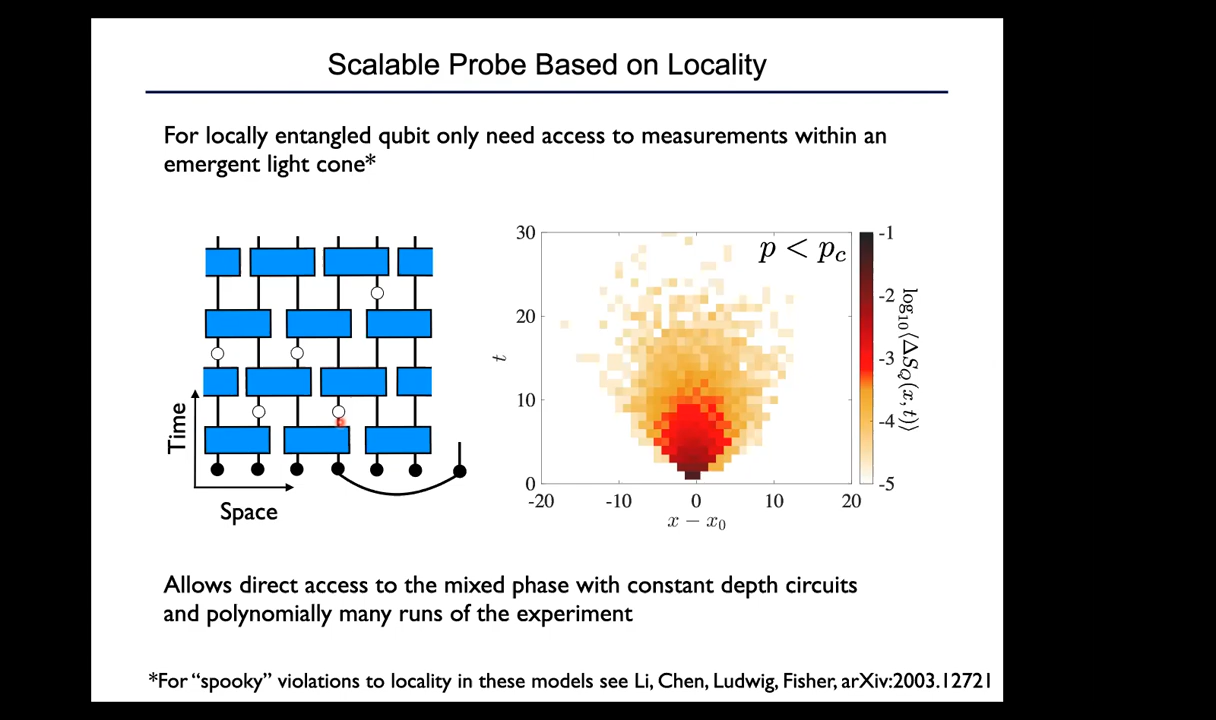 Scalable Probe Based on Locality
For locally entangled qubit only need access to measurements within an
emergent light cone*
Time
Space
30
20
10
0
t
-20
-10
0
10
20
x − x₀
p < p_c
-1
-2
-3
-4
-5
log₁₀⟨ΔS_Q(x, t)⟩
Allows direct access to the mixed phase with constant depth circuits
and polynomially many runs of the experiment
*For “spooky” violations to locality in these models see Li, Chen, Ludwig, Fisher, arXiv:2003.12721